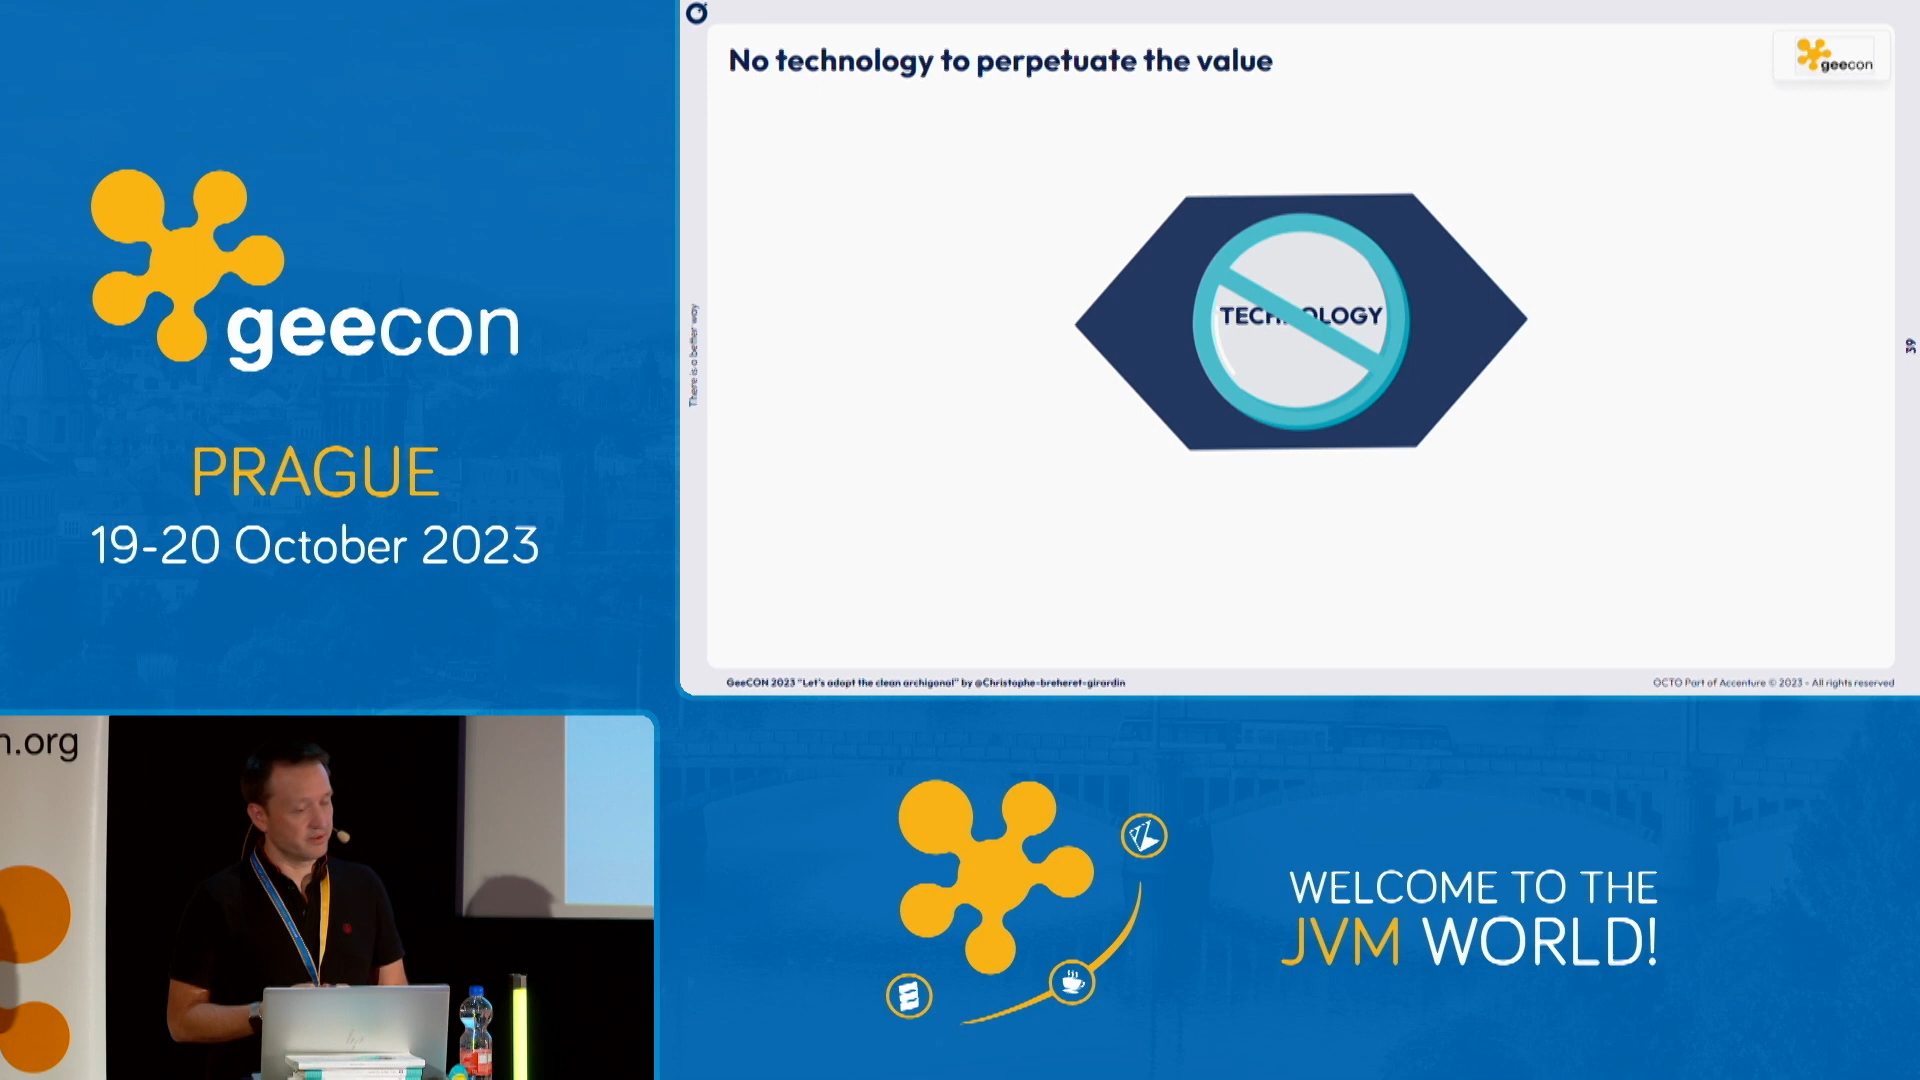 geecon
PRAGUE
19-20 October 2023
No technology to perpetuate the value
geecon
TECHNOLOGY
There is a better way
39
GeeCON 2023 "Let's adopt the clean archigonal" by @Christophe-breheret-girardin
OCTO Part of Accenture © 2023 - All rights reserved
n.org
WELCOME TO THE
JVM WORLD!